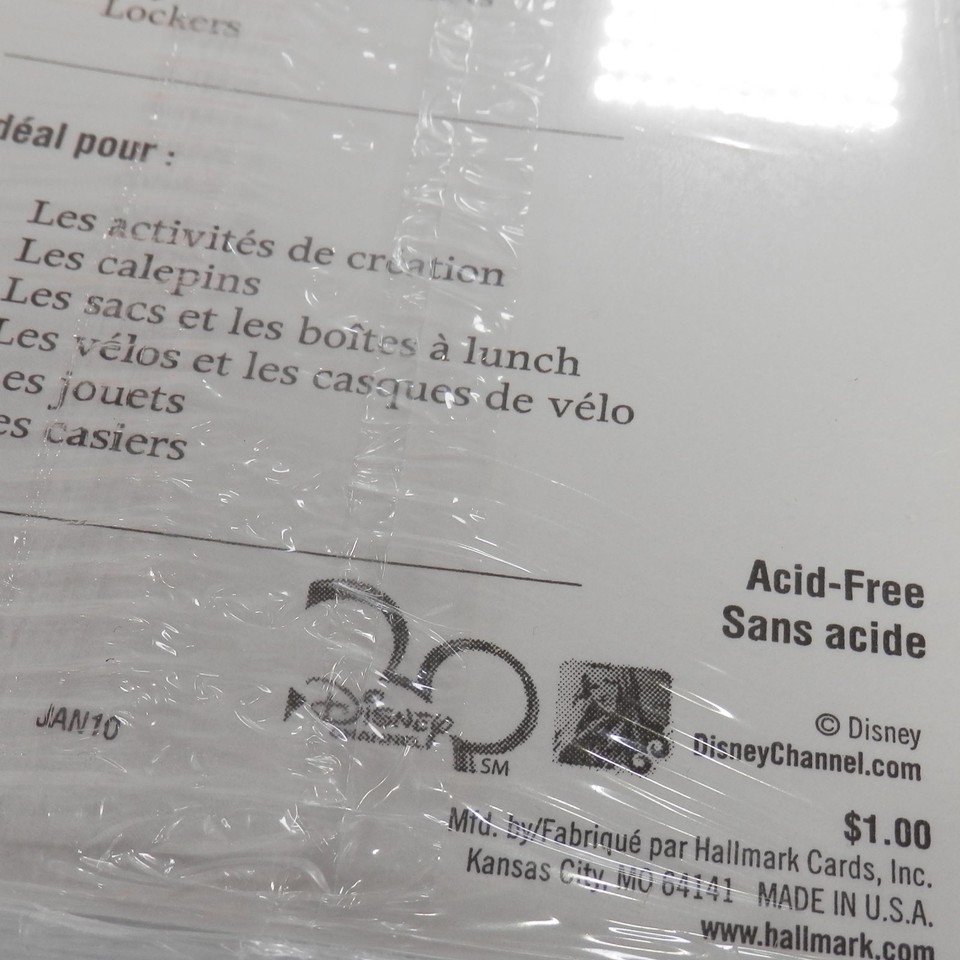 Lockers
déal pour :
Les activités de création
Les calepins
Les sacs et les boîtes à lunch
Les vélos et les casques de vélo
es jouets
es casiers
Acid-Free
Sans acide
JAN10
Disney
CHANNEL
SM
© Disney
DisneyChannel.com
$1.00
Mfd. by/Fabriqué par Hallmark Cards, Inc.
Kansas City, MO 64141 MADE IN U.S.A.
www.hallmark.com